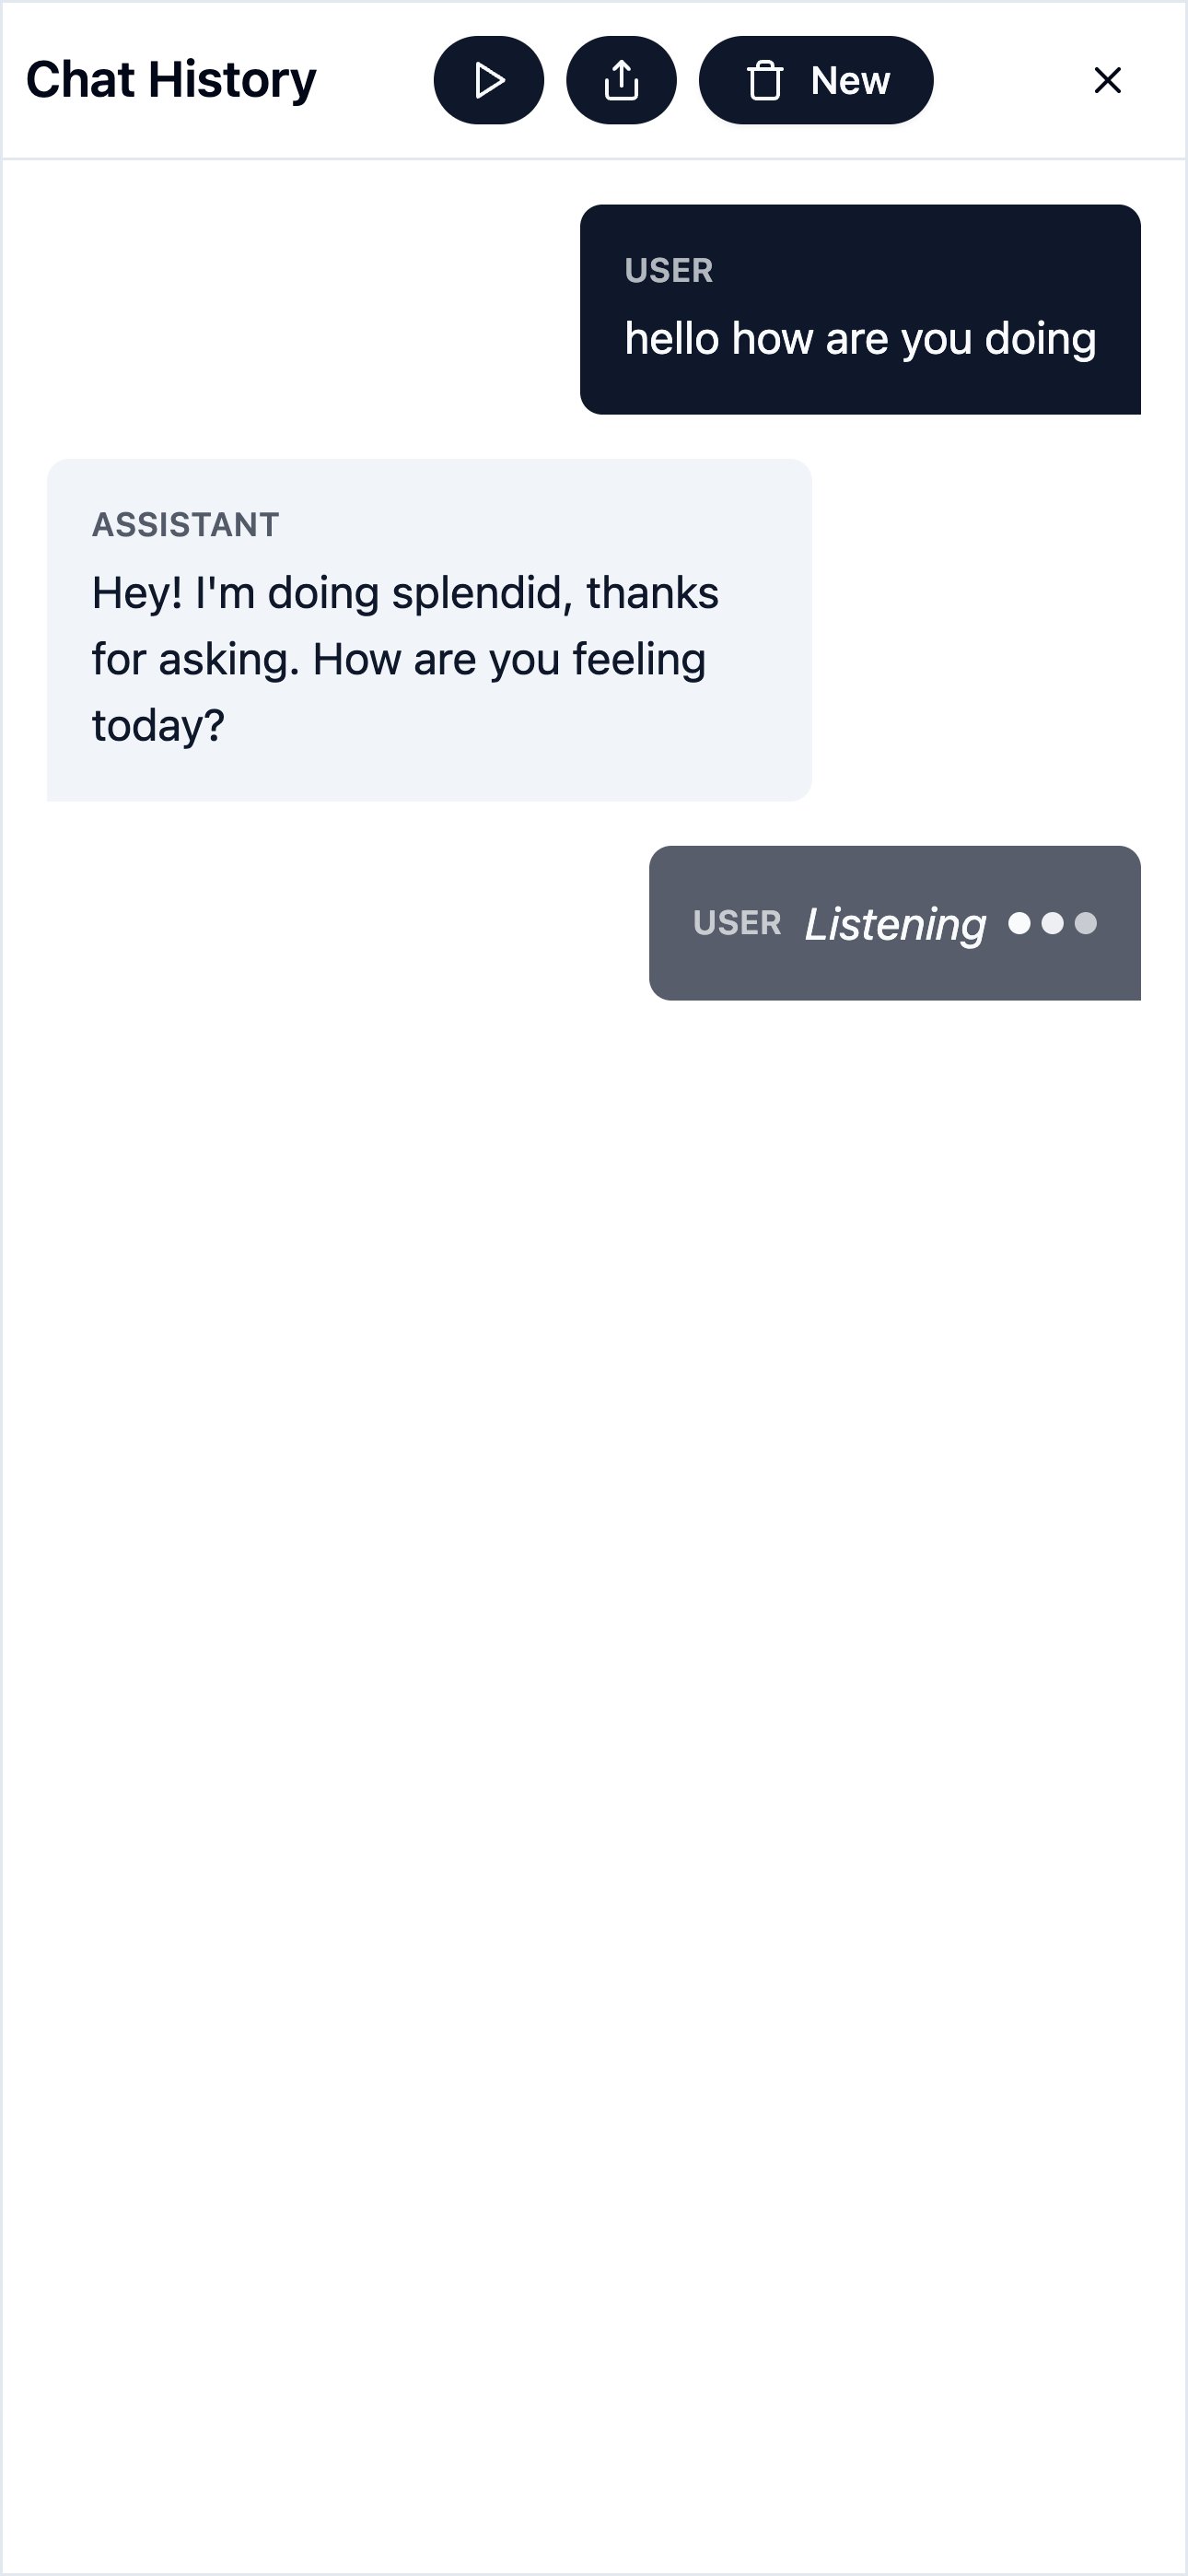 Chat History
New
USER
hello how are you doing
ASSISTANT
Hey! I'm doing splendid, thanks
for asking. How are you feeling
today?
USER Listening